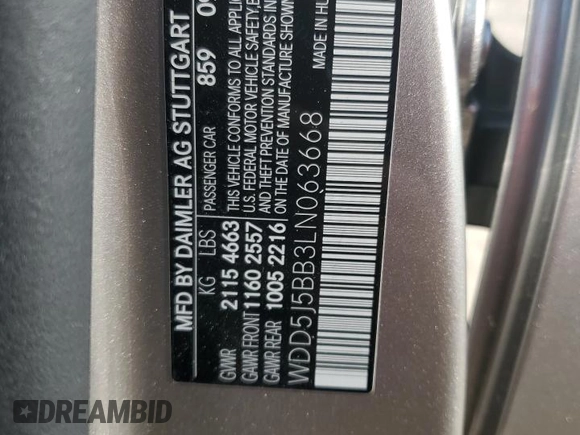 MFD BY DAIMLER AG STUTTGART
KG LBS PASSENGER CAR 859
GVWR 2115 4663
GAWR FRONT 1160 2557
GAWR REAR 1005 2216
THIS VEHICLE CONFORMS TO ALL
U.S. FEDERAL MOTOR VEHICLE SAFETY,
AND THEFT PREVENTION STANDARDS IN
ON THE DATE OF MANUFACTURE SHOWN
WDD5J5BB3LN063668
MADE IN
DREAMBID